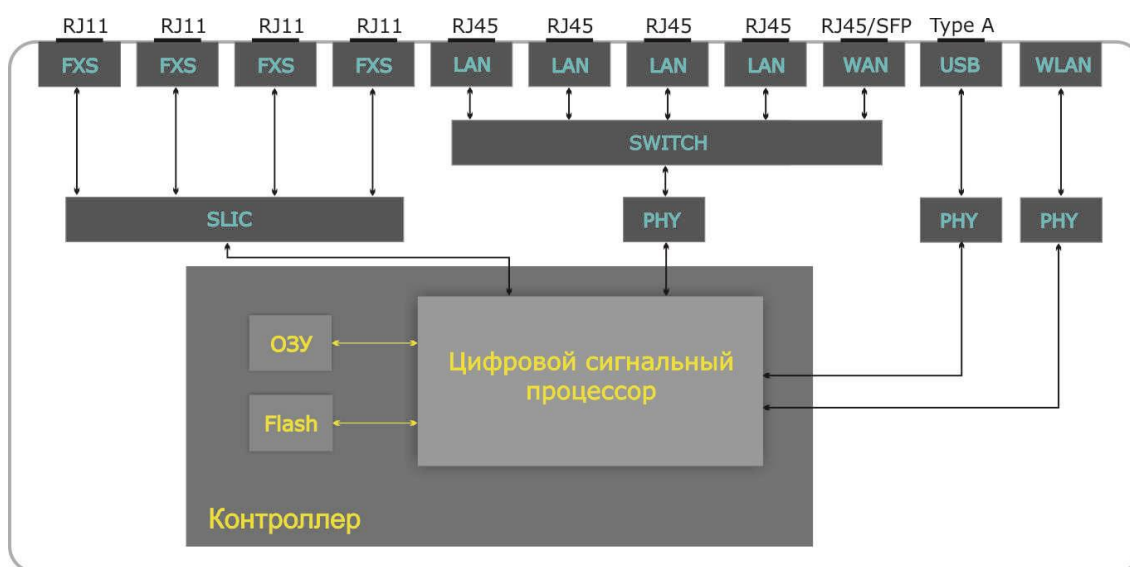 RJ11 RJ11 RJ11 RJ11 RJ45 RJ45 RJ45 RJ45 RJ45/SFP Type A
FXS FXS FXS FXS LAN LAN LAN LAN WAN USB WLAN
SWITCH
SLIC PHY PHY PHY
ОЗУ
Цифровой сигнальный
процессор
Flash
Контроллер